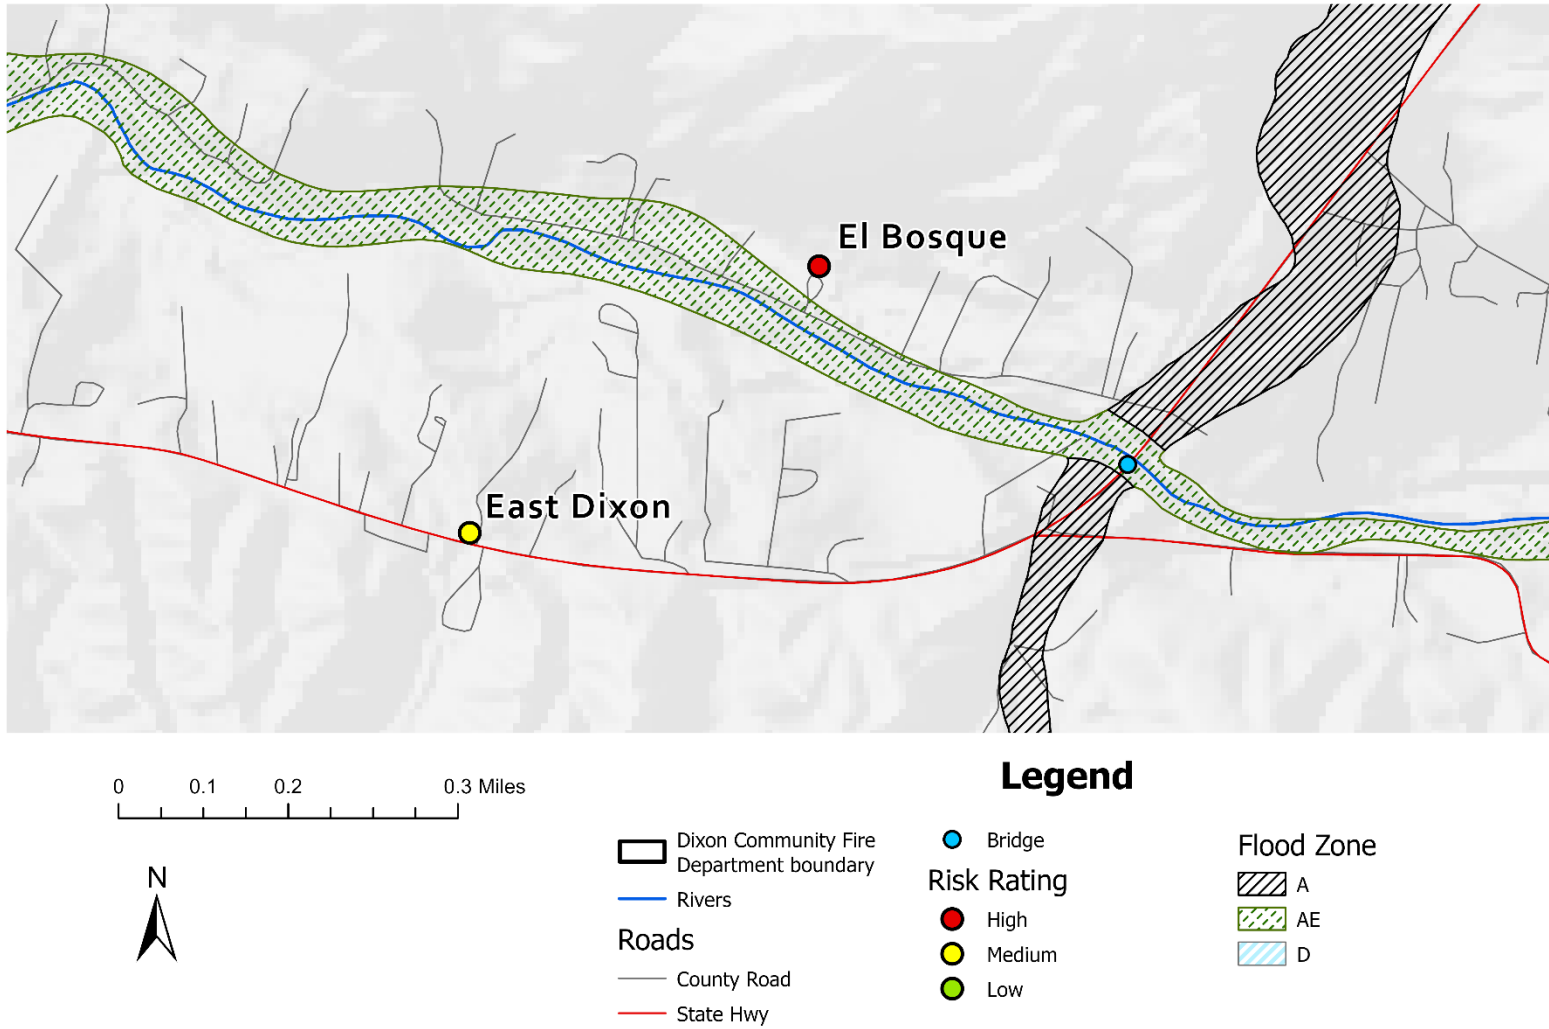 El Bosque
East Dixon
0 0.1 0.2 0.3 Miles
N
Legend
Dixon Community Fire
Department boundary
Rivers
Roads
County Road
State Hwy
Bridge
Risk Rating
High
Medium
Low
Flood Zone
A
AE
D